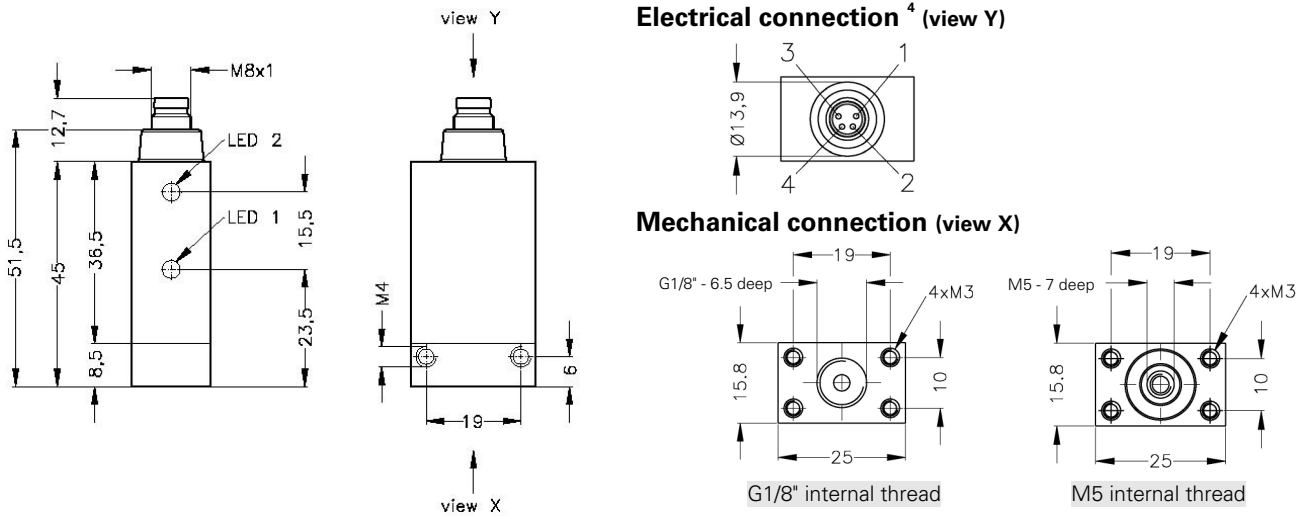 view Y
M8x1
12,7
LED 2
LED 1
51,5
45
36,5
8,5
15,5
23,5
M4
19
6
view X
Electrical connection 4 (view Y)
3
1
Ø13,9
4
2
Mechanical connection (view X)
19
G1/8" - 6.5 deep
4xM3
15.8
10
25
G1/8" internal thread
19
M5 - 7 deep
4xM3
15.8
10
25
M5 internal thread